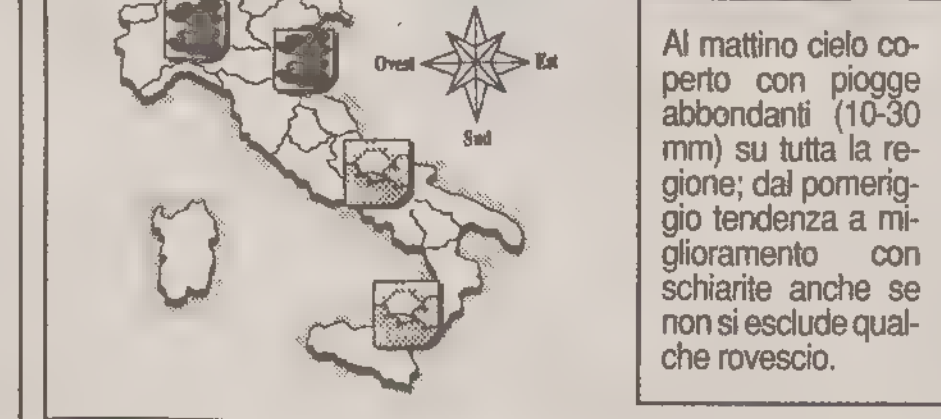 Ovest
Est
Sud
Al mattino cielo co-
perto con piogge
abbondanti (10-30
mm) su tutta la re-
gione; dal pomerig-
gio tendenza a mi-
glioramento con
schiarite anche se
non si esclude qual-
che rovescio.